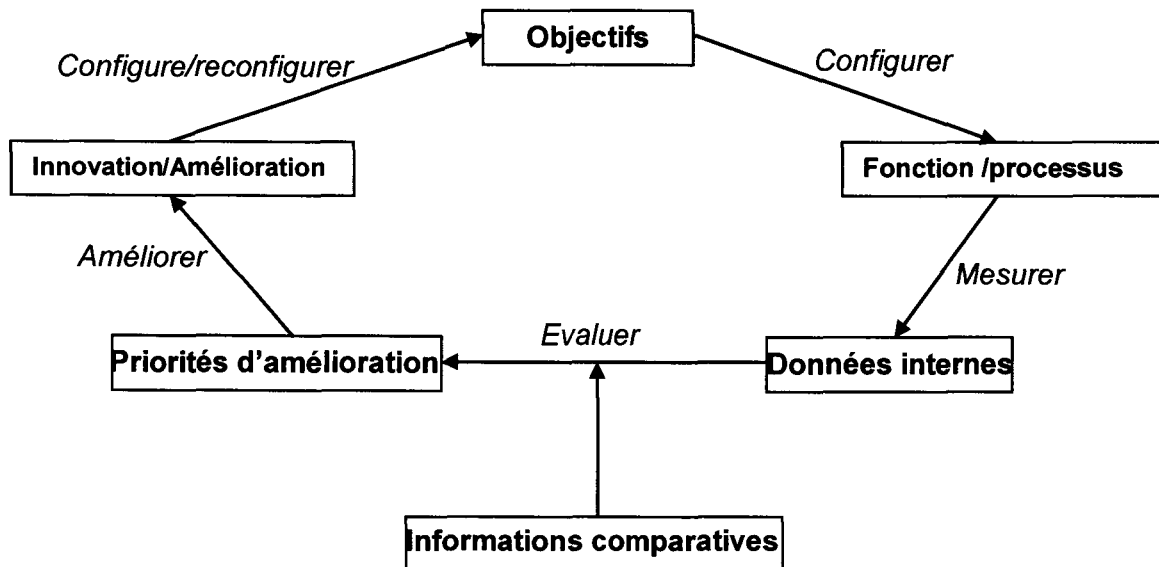 Objectifs
Configure/reconfigurer
Configurer
Innovation/Amélioration
Fonction /processus
Améliorer
Mesurer
Evaluer
Priorités d'amélioration
Données internes
Informations comparatives